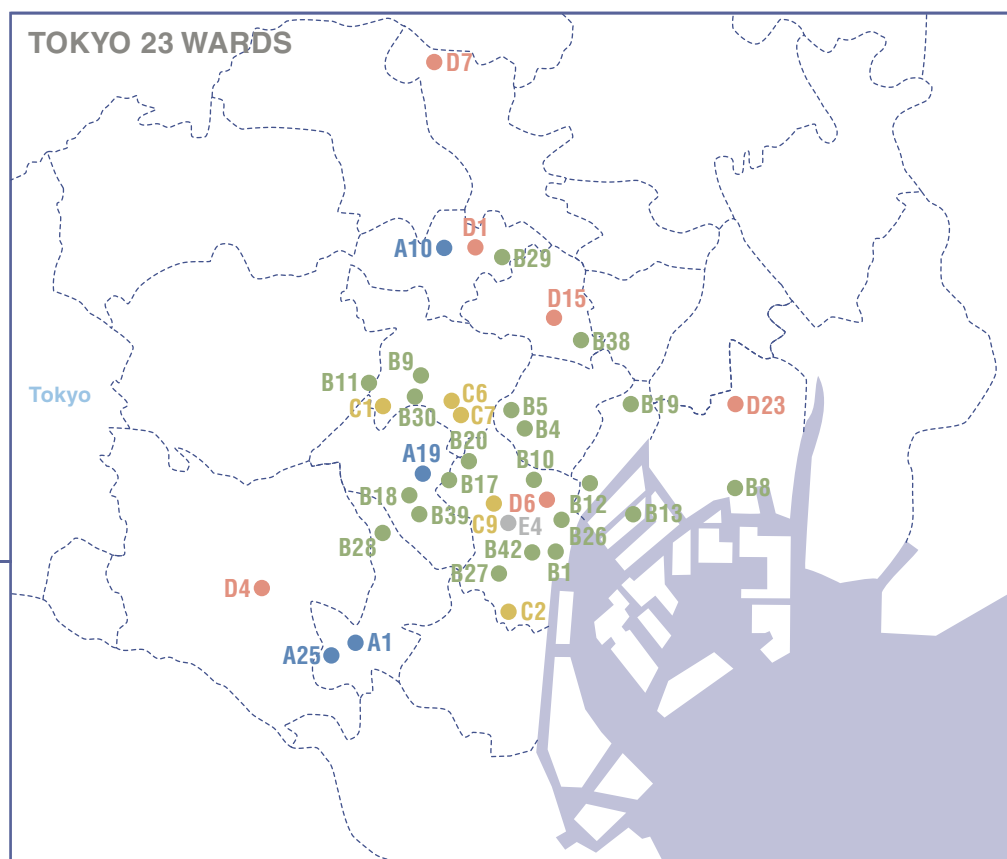 TOKYO 23 WARDS
D7
D1
A10
B29
D15
B38
B9
B11
C6
C1
B30
C7
B5
B19
D23
B4
B20
A19
B10
B17
B18
D6
B12
B8
B39
C9
E4
B13
B26
B28
B42
B1
B27
D4
C2
A1
A25
Tokyo